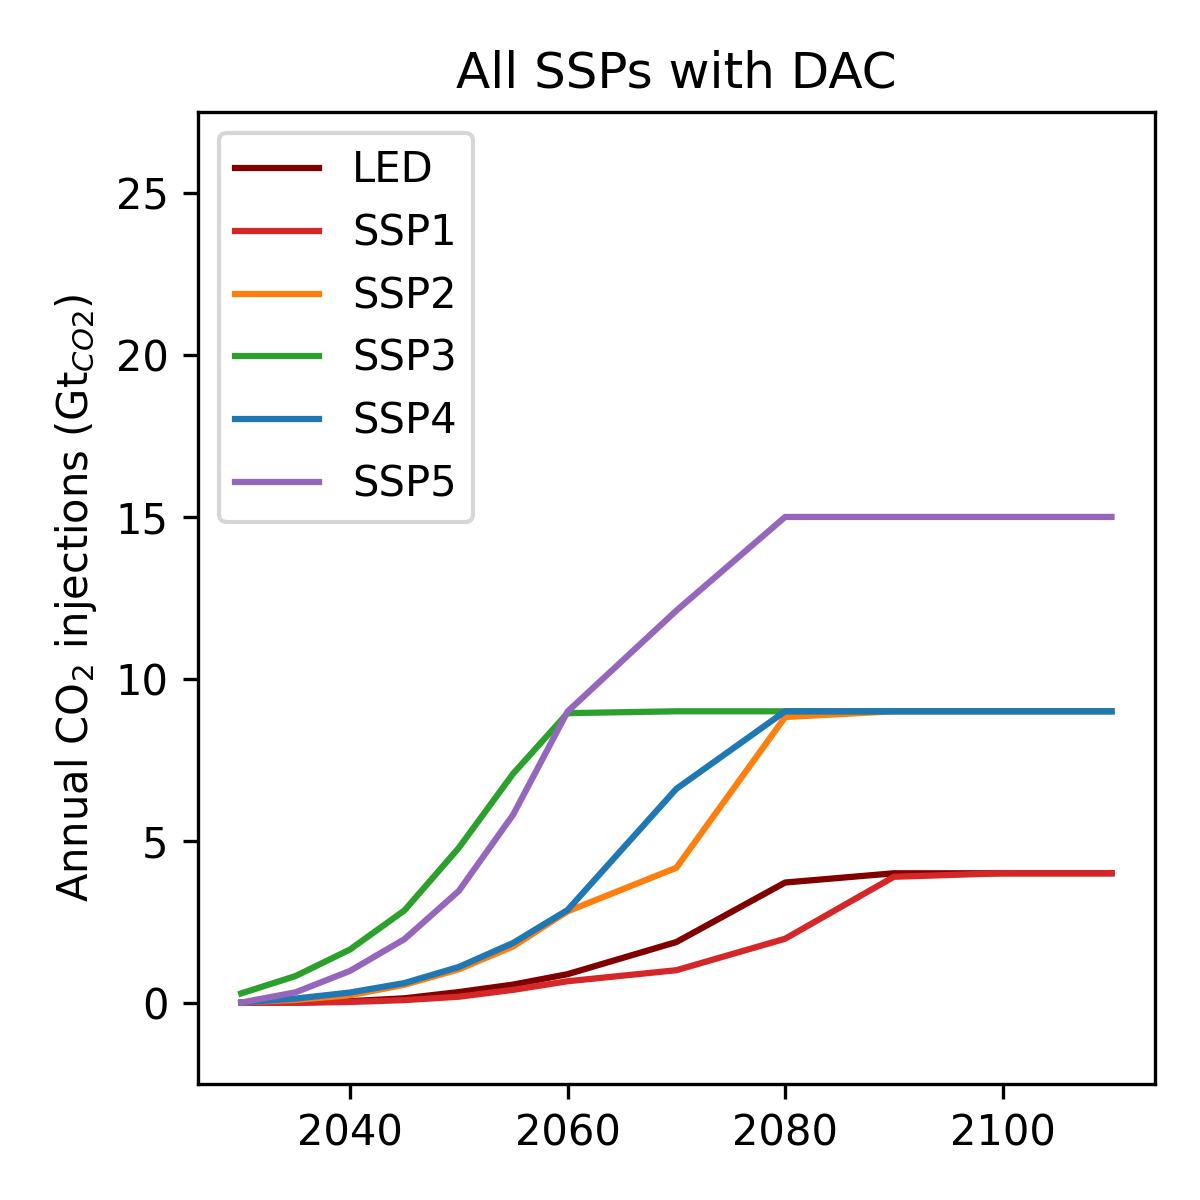 All SSPs with DAC
LED
SSP1
SSP2
SSP3
SSP4
SSP5
Annual CO₂ injections (Gt_CO2)
25
20
15
10
5
0
2040 2060 2080 2100